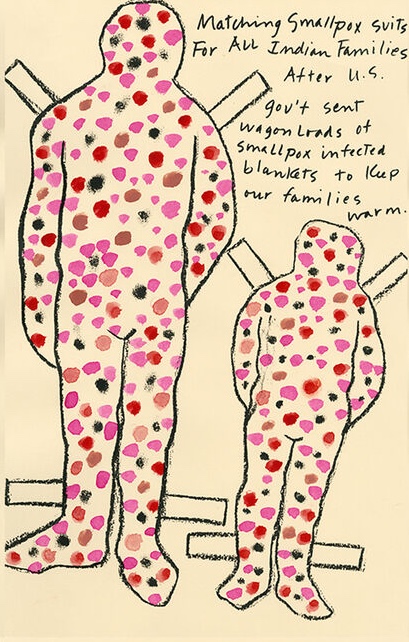 Matching Smallpox Suits
For All Indian Families
After U.S.
gov't sent
wagon loads of
smallpox infected
blankets to keep
our families
warm.